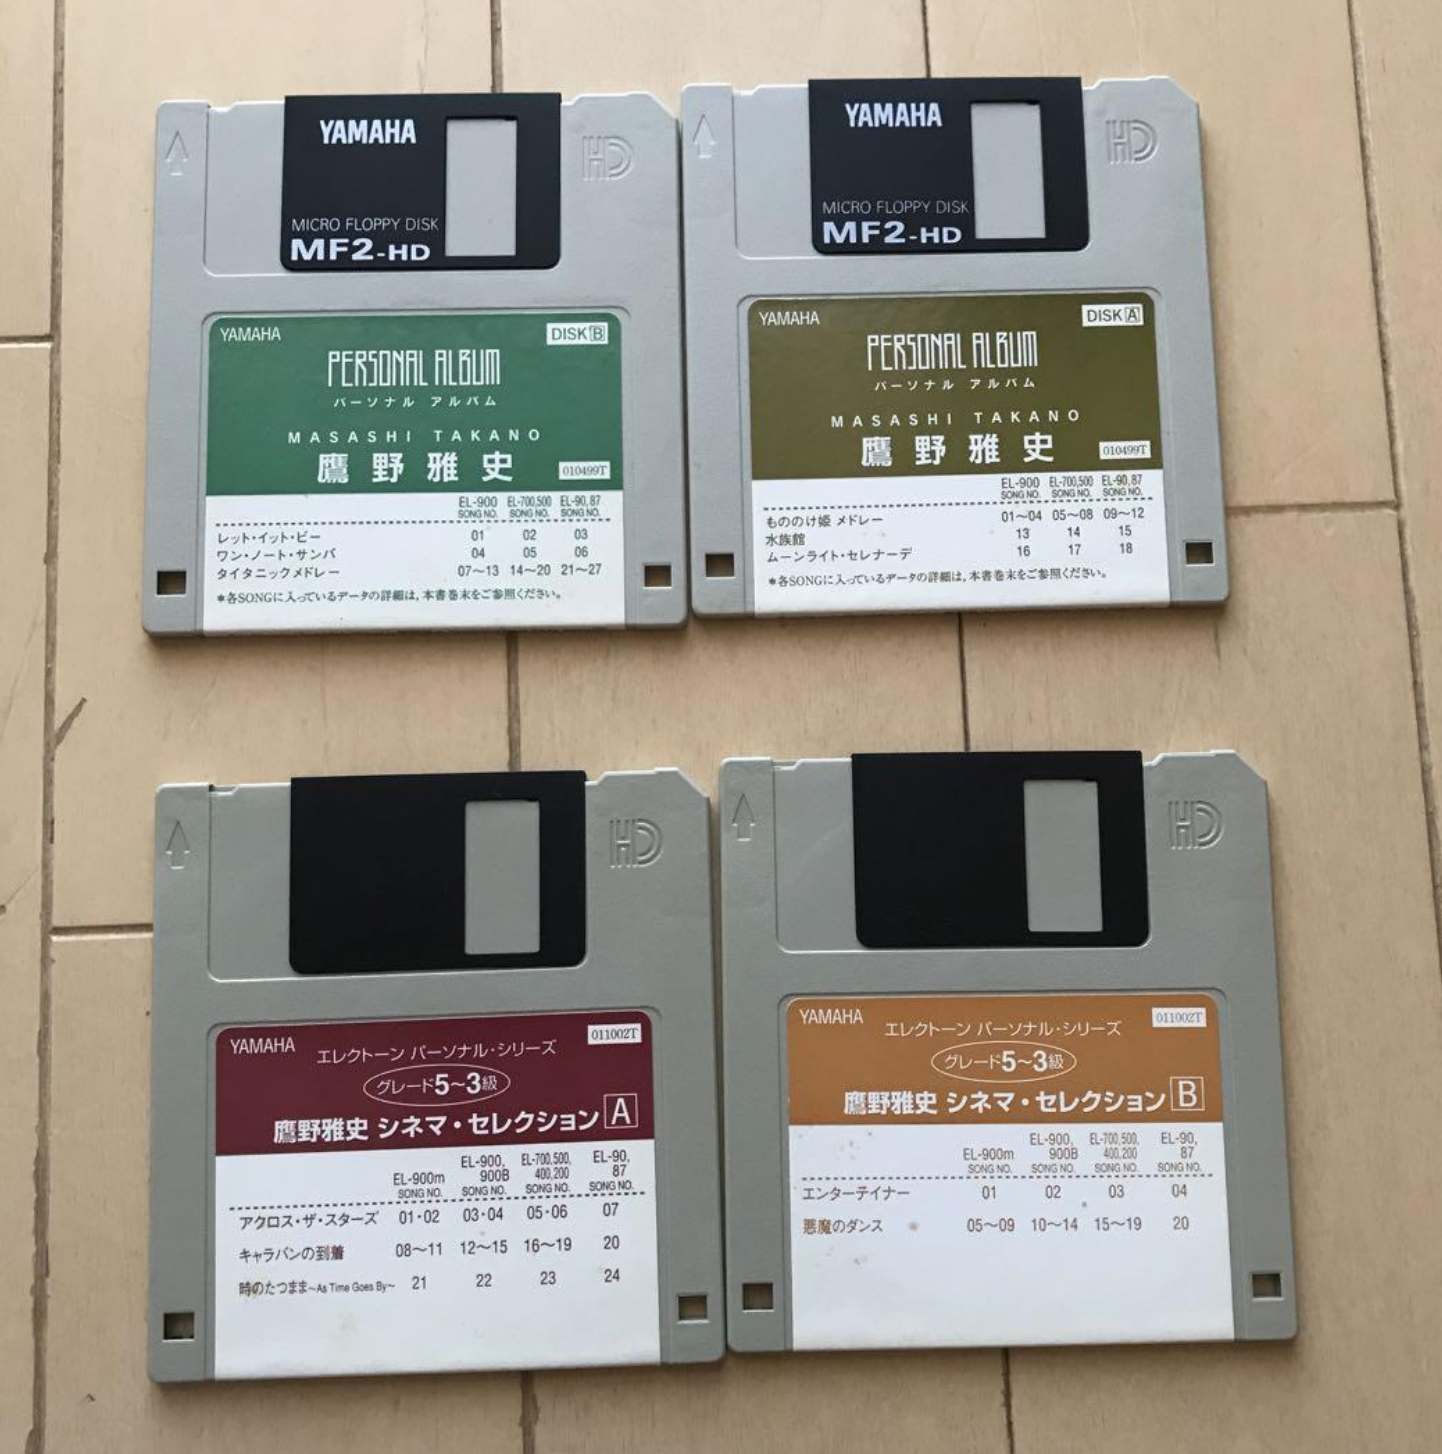 YAMAHA
HD
MICRO FLOPPY DISK
MF2-HD
YAMAHA
DISK B
PERSONAL ALBUM
パーソナル アルバム
MASASHI TAKANO
鷹野雅史
010499T
EL-900 EL-700,500 EL-90,87
SONG NO. SONG NO. SONG NO.
レット・イット・ビー 01 02 03
ワン・ノート・サンバ 04 05 06
タイタニックメドレー 07〜13 14〜20 21〜27
*各SONGに入っているデータの詳細は,本書巻末をご参照ください。
YAMAHA
HD
MICRO FLOPPY DISK
MF2-HD
YAMAHA
DISK A
PERSONAL ALBUM
パーソナル アルバム
MASASHI TAKANO
鷹野雅史
010499T
EL-900 EL-700,500 EL-90,87
SONG NO. SONG NO. SONG NO.
もののけ姫 メドレー 01〜04 05〜08 09〜12
水族館 13 14 15
ムーンライト・セレナーデ 16 17 18
*各SONGに入っているデータの詳細は,本書巻末をご参照ください。
HD
YAMAHA
011002T
エレクトーン パーソナル・シリーズ
グレード5〜3級
鷹野雅史 シネマ・セレクション A
EL-900m EL-900, EL-700,500, EL-90,
900B 400,200 87
SONG NO. SONG NO. SONG NO. SONG NO.
アクロス・ザ・スターズ 01・02 03・04 05・06 07
キャラバンの到着 08〜11 12〜15 16〜19 20
時のたつまま〜As Time Goes By〜 21 22 23 24
HD
YAMAHA
011002T
エレクトーン パーソナル・シリーズ
グレード5〜3級
鷹野雅史 シネマ・セレクション B
EL-900m EL-900, EL-700,500, EL-90,
900B 400,200 87
SONG NO. SONG NO. SONG NO. SONG NO.
エンターテイナー 01 02 03 04
悪魔のダンス 05〜09 10〜14 15〜19 20